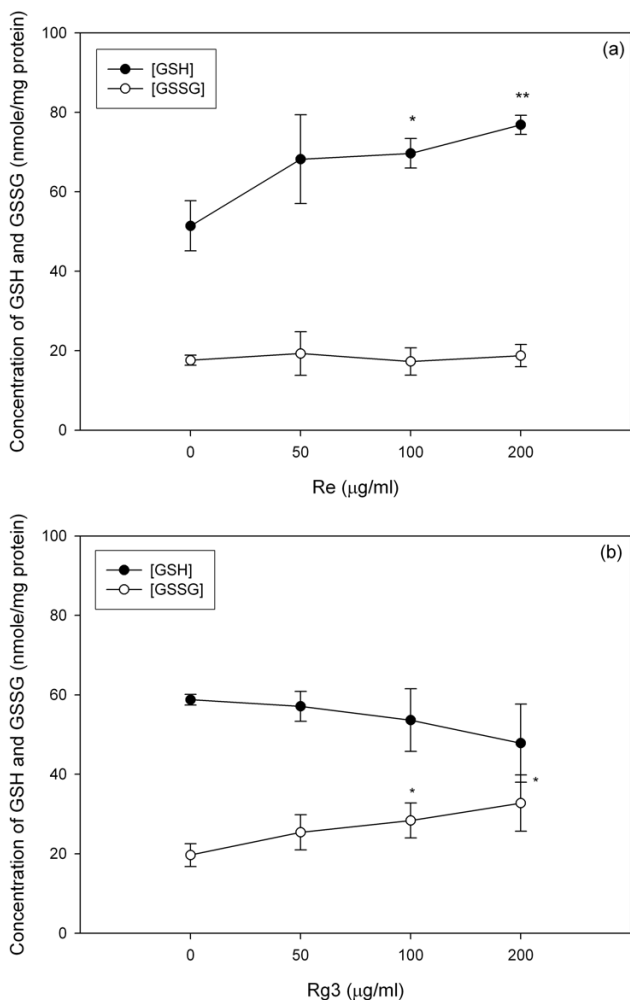 (a)
[GSH]
[GSSG]
Concentration of GSH and GSSG (nmole/mg protein)
100
80
60
40
20
0
*
**
0 50 100 200
Re (μg/ml)
(b)
[GSH]
[GSSG]
Concentration of GSH and GSSG (nmole/mg protein)
100
80
60
40
20
0
*
*
0 50 100 200
Rg3 (μg/ml)